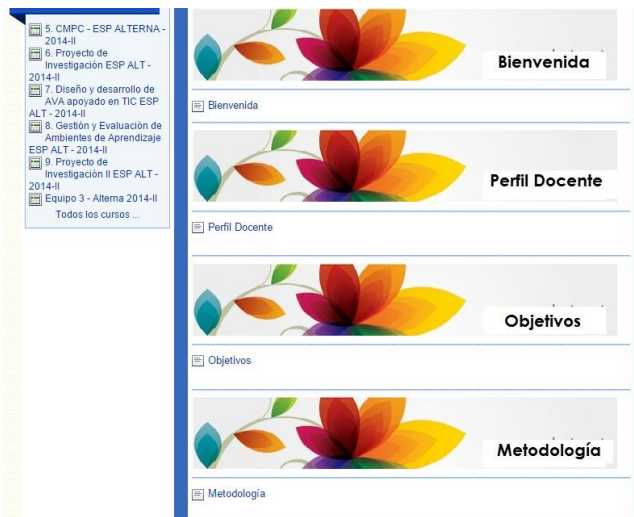 5. CMPC - ESP ALTERNA -
2014-II
6. Proyecto de
Investigación ESP ALT -
2014-II
7. Diseño y desarrollo de
AVA apoyado en TIC ESP
ALT - 2014-II
8. Gestión y Evaluación de
Ambientes de Aprendizaje
ESP ALT - 2014-II
9. Proyecto de
Investigación II ESP ALT -
2014-II
Equipo 3 - Alterna 2014-II
Todos los cursos ...
Bienvenida
Bienvenida
Perfil Docente
Perfil Docente
Objetivos
Objetivos
Metodología
Metodología